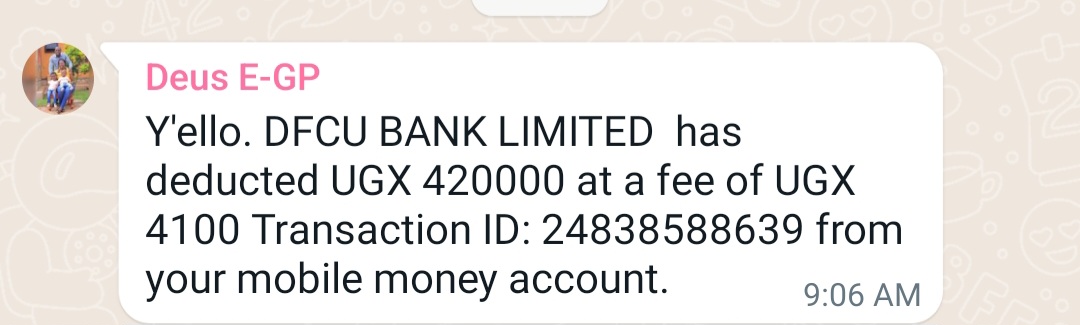 Deus E-GP
Y'ello. DFCU BANK LIMITED  has
deducted UGX 420000 at a fee of UGX
4100 Transaction ID: 24838588639 from
your mobile money account.
9:06 AM